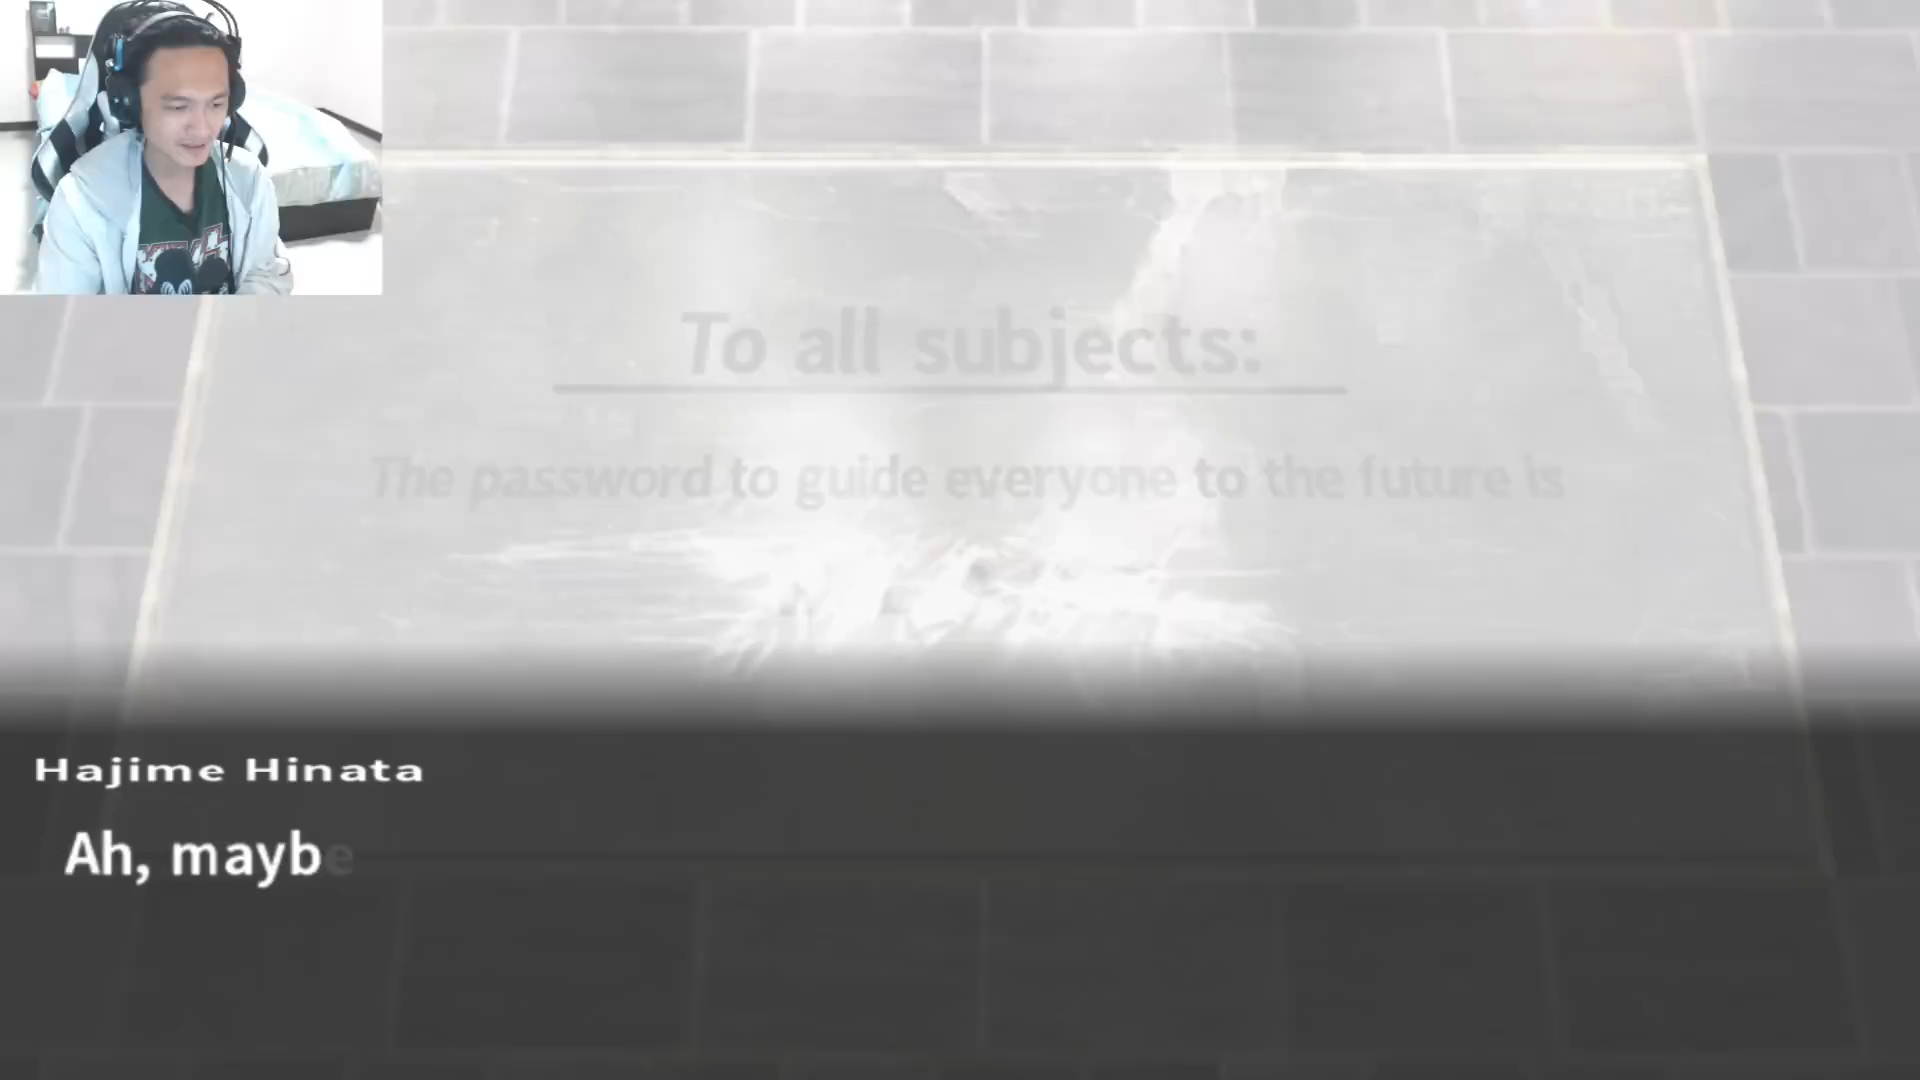 To all subjects:
The password to guide everyone to the future is
Hajime Hinata
Ah, maybe